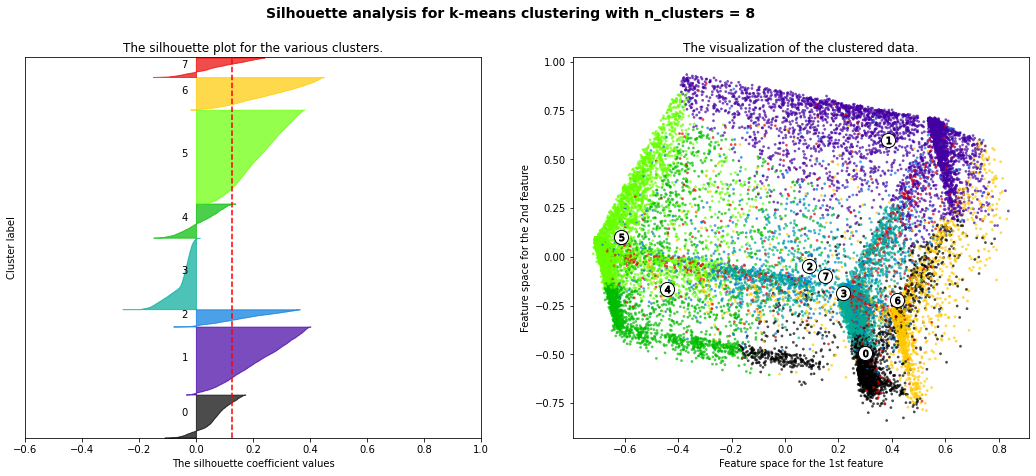 Silhouette analysis for k-means clustering with n_clusters = 8
The silhouette plot for the various clusters.
Cluster label
7
6
5
4
3
2
1
0
−0.6 −0.4 −0.2 0.0 0.2 0.4 0.6 0.8 1.0
The silhouette coefficient values
The visualization of the clustered data.
Feature space for the 2nd feature
1.00
0.75
0.50
0.25
0.00
−0.25
−0.50
−0.75
1
5
2
7
4
3
6
0
−0.6 −0.4 −0.2 0.0 0.2 0.4 0.6 0.8
Feature space for the 1st feature